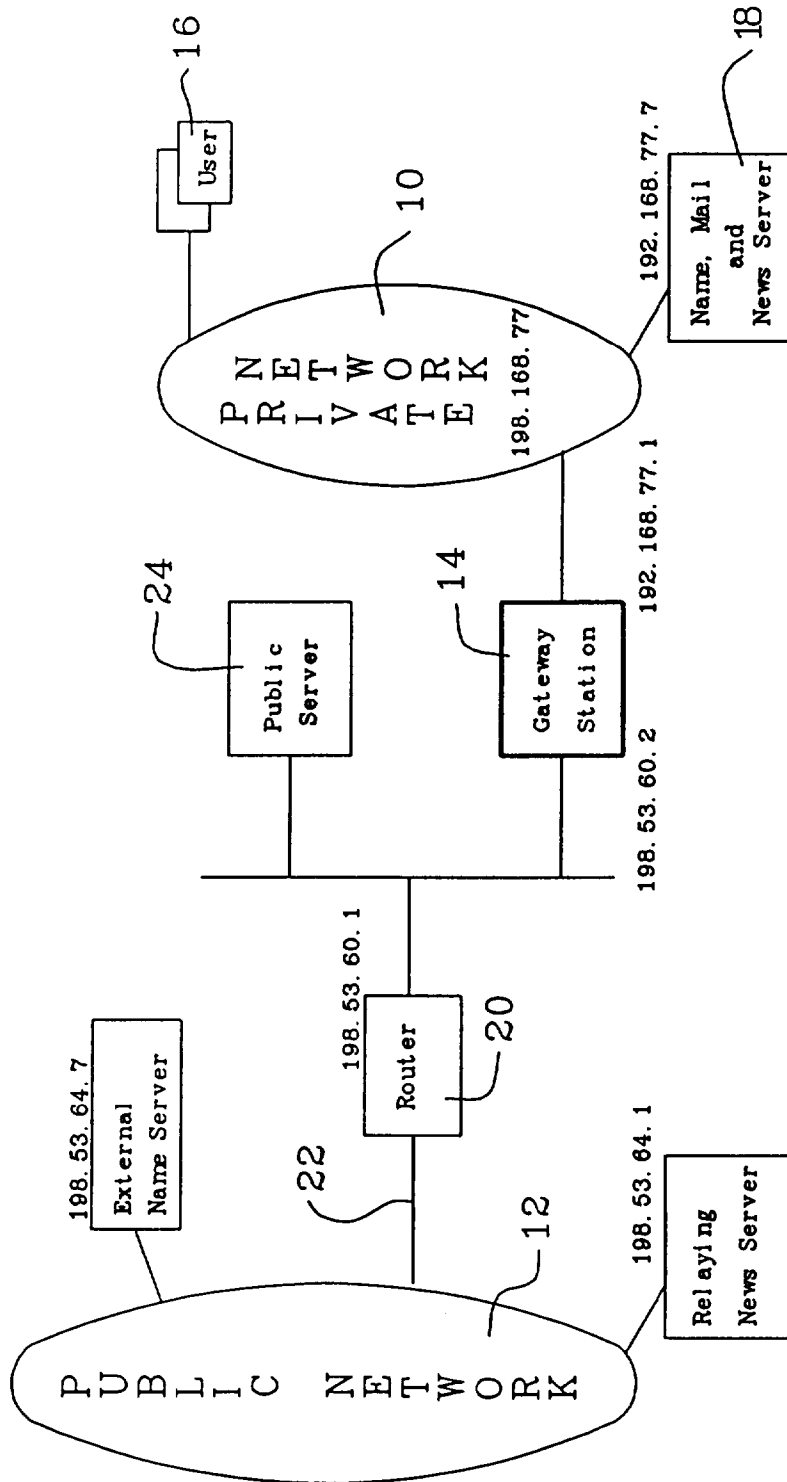 198. 53. 64. 7
External
Name Server
PUBLIC NETWORK
12
22
198. 53. 60. 1
Router
20
Relaying
News Server
198. 53. 64. 1
24
Public
Server
14
Gateway
Station
198. 53. 60. 2
192. 168. 77. 1
PRIVATE
NETWORK
198. 168. 77
10
User
16
192. 168. 77. 7
Name, Mail
and
News Server
18